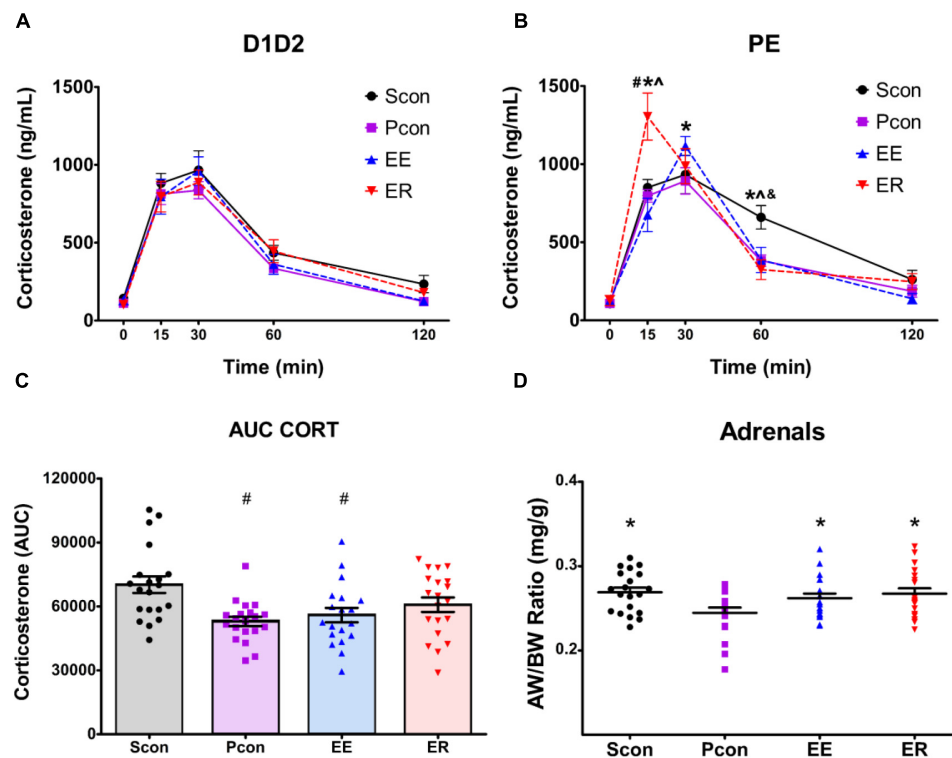 A
D1D2
Corticosterone (ng/mL)
1500
1000
500
0
Scon
Pcon
EE
ER
0 15 30 60 120
Time (min)
B
PE
Corticosterone (ng/mL)
1500
1000
500
0
#*^
*
*^&
Scon
Pcon
EE
ER
0 15 30 60 120
Time (min)
C
AUC CORT
Corticosterone (AUC)
120000
90000
60000
30000
0
# #
Scon Pcon EE ER
D
Adrenals
AW/BW Ratio (mg/g)
0.4
0.3
0.2
* * *
Scon Pcon EE ER